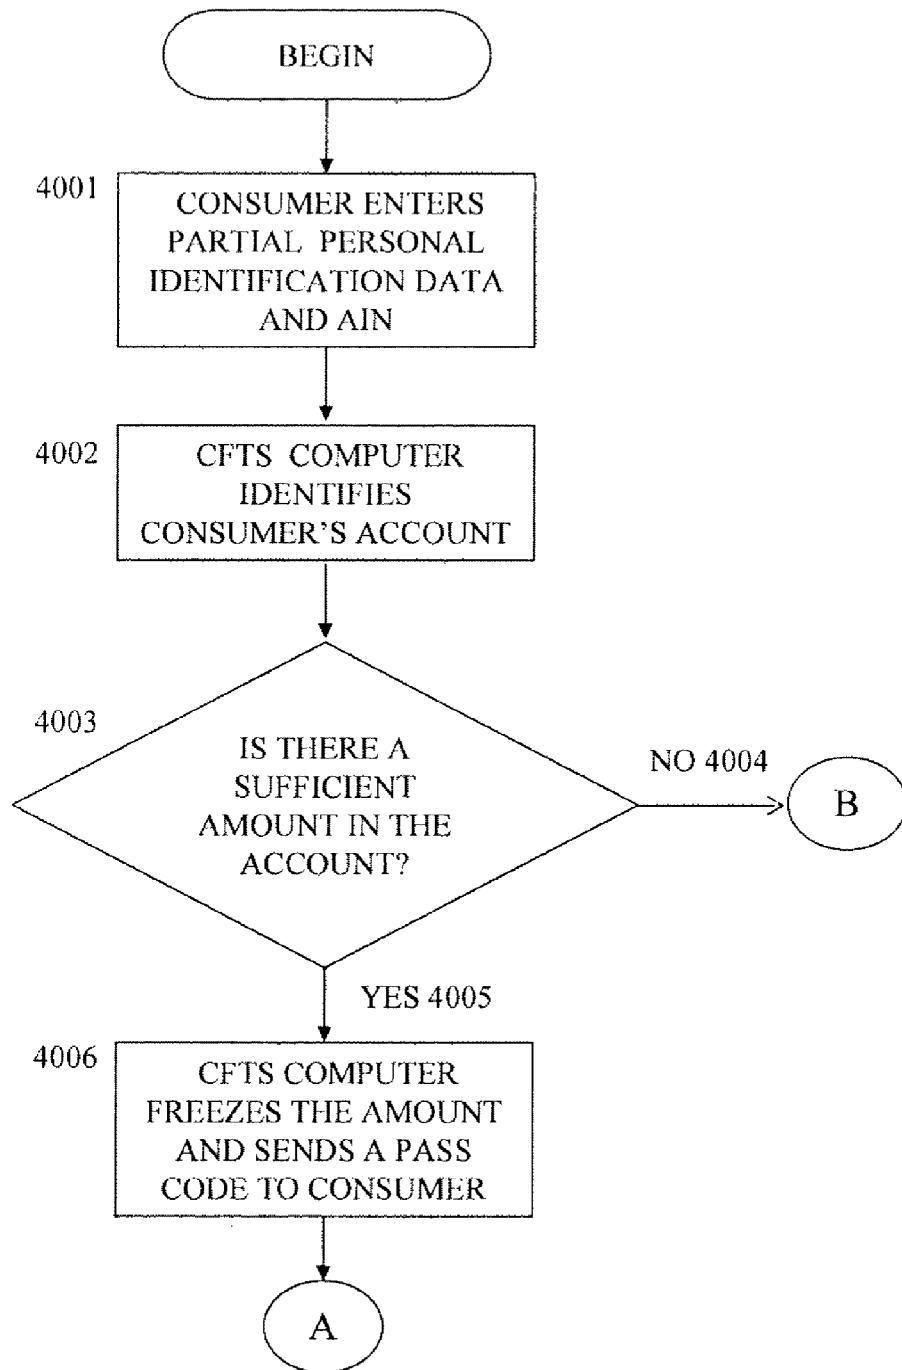 BEGIN
4001
CONSUMER ENTERS
PARTIAL PERSONAL
IDENTIFICATION DATA
AND AIN
4002
CFTS COMPUTER
IDENTIFIES
CONSUMER'S ACCOUNT
4003
IS THERE A
SUFFICIENT
AMOUNT IN THE
ACCOUNT?
NO 4004
B
YES 4005
4006
CFTS COMPUTER
FREEZES THE AMOUNT
AND SENDS A PASS
CODE TO CONSUMER
A